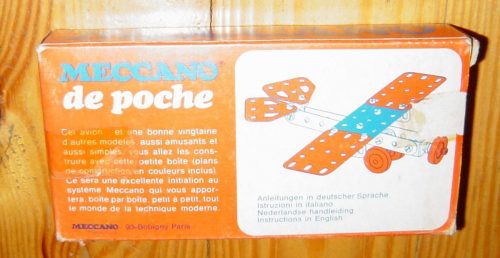 MECCANO
de poche
Cet avion et une bonne vingtaine
d'autres modèles aussi amusants et
aussi simples, vous allez les cons-
truire avec cette petite boîte (plans
de construction en couleurs inclus).
Ce sera une excellente initiation au
système Meccano qui vous appor-
tera, boîte par boîte, petit à petit, tout
le monde de la technique moderne.
MECCANO - 93-Bobigny Paris
Anleitungen in deutscher Sprache
Istruzioni in italiano
Nederlandse handleiding
Instructions in English